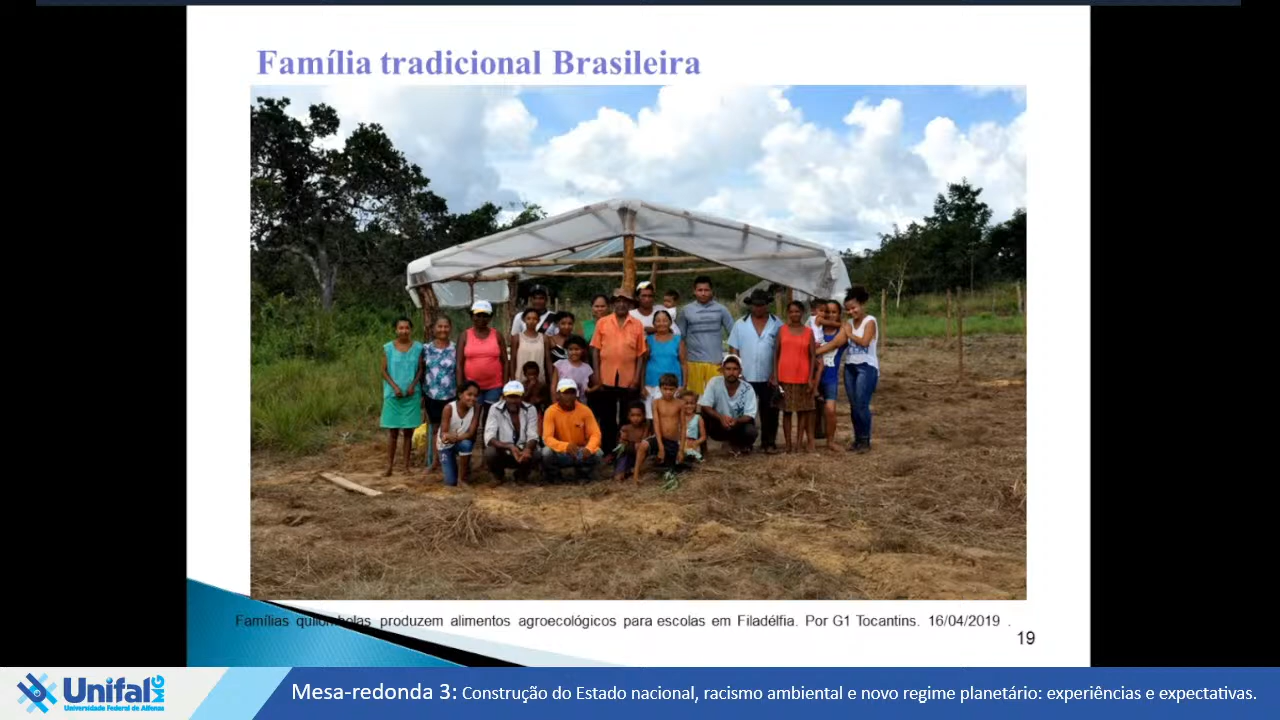 Família tradicional Brasileira
Famílias quilombolas produzem alimentos agroecológicos para escolas em Filadélfia. Por G1 Tocantins. 16/04/2019 .
19
Unifal MG
Universidade Federal de Alfenas
Mesa-redonda 3: Construção do Estado nacional, racismo ambiental e novo regime planetário: experiências e expectativas.